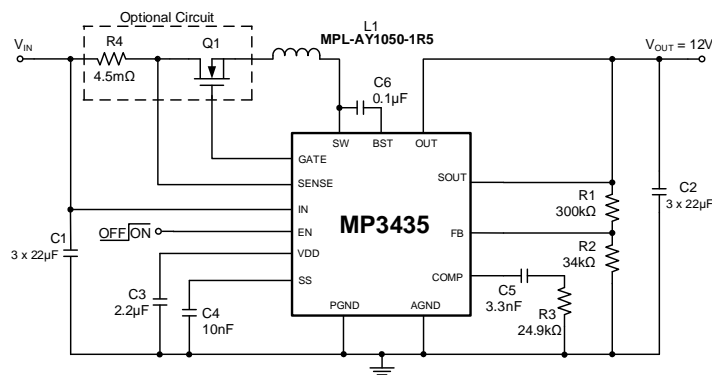 Optional Circuit
L1
MPL-AY1050-1R5
VIN
R4
4.5mΩ
Q1
VOUT = 12V
C6
0.1µF
SW
BST
OUT
GATE
SENSE
IN
EN
VDD
SS
MP3435
SOUT
FB
COMP
PGND
AGND
OFF ON
C1
3 x 22µF
C3
2.2µF
C4
10nF
C5
3.3nF
R3
24.9kΩ
R1
300kΩ
R2
34kΩ
C2
3 x 22µF